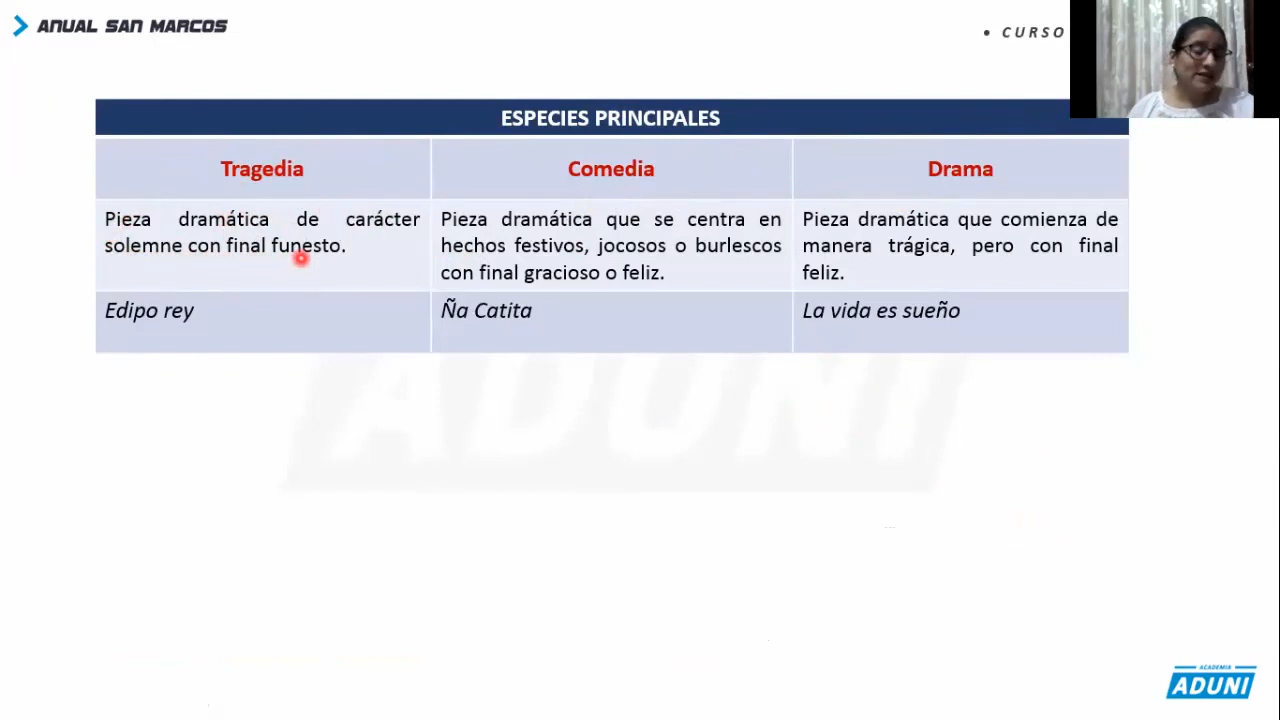 ANUAL SAN MARCOS
• CURSO
ESPECIES PRINCIPALES
Tragedia
Comedia
Drama
Pieza dramática de carácter
solemne con final funesto.
Pieza dramática que se centra en
hechos festivos, jocosos o burlescos
con final gracioso o feliz.
Pieza dramática que comienza de
manera trágica, pero con final
feliz.
Edipo rey
Ña Catita
La vida es sueño
ADUNI
ACADEMIA
ADUNI